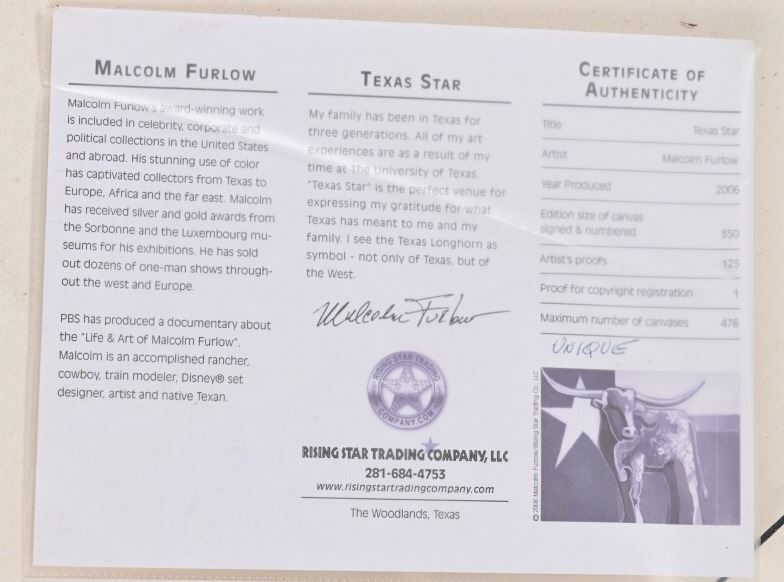 MALCOLM FURLOW
Malcolm Furlow's award-winning work
is included in celebrity, corporate and
political collections in the United States
and abroad. His stunning use of color
has captivated collectors from Texas to
Europe, Africa and the far east. Malcolm
has received silver and gold awards from
the Sorbonne and the Luxembourg mu-
seums for his exhibitions. He has sold
out dozens of one-man shows through-
out the west and Europe.
PBS has produced a documentary about
the "Life & Art of Malcolm Furlow".
Malcolm is an accomplished rancher,
cowboy, train modeler, Disney® set
designer, artist and native Texan.
TEXAS STAR
My family has been in Texas for
three generations. All of my art
experiences are as a result of my
time at The University of Texas.
"Texas Star" is the perfect venue for
expressing my gratitude for what
Texas has meant to me and my
family. I see the Texas Longhorn as
symbol - not only of Texas, but of
the West.
Malcolm Furlow
RISING STAR TRADING
COMPANY.COM
RISING STAR TRADING COMPANY, LLC
281-684-4753
www.risingstartradingcompany.com
The Woodlands, Texas
CERTIFICATE OF
AUTHENTICITY
Title Texas Star
Artist Malcolm Furlow
Year Produced 2006
Edition size of canvas
signed & numbered 350
Artist's proofs 125
Proof for copyright registration 1
Maximum number of canvases 476
UNIQUE
© 2006 Malcolm Furlow/Rising Star Trading Co., LLC